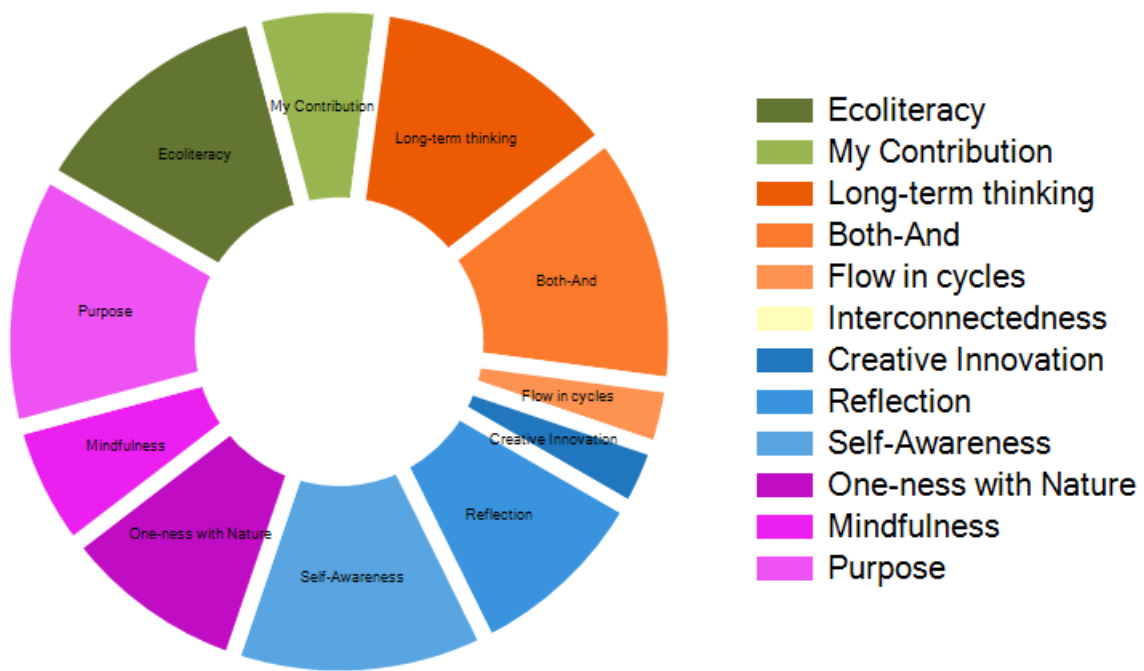 My Contribution
Long-term thinking
Ecoliteracy
Both-And
Purpose
Flow in cycles
Creative Innovation
Mindfulness
Reflection
One-ness with Nature
Self-Awareness
Ecoliteracy
My Contribution
Long-term thinking
Both-And
Flow in cycles
Interconnectedness
Creative Innovation
Reflection
Self-Awareness
One-ness with Nature
Mindfulness
Purpose